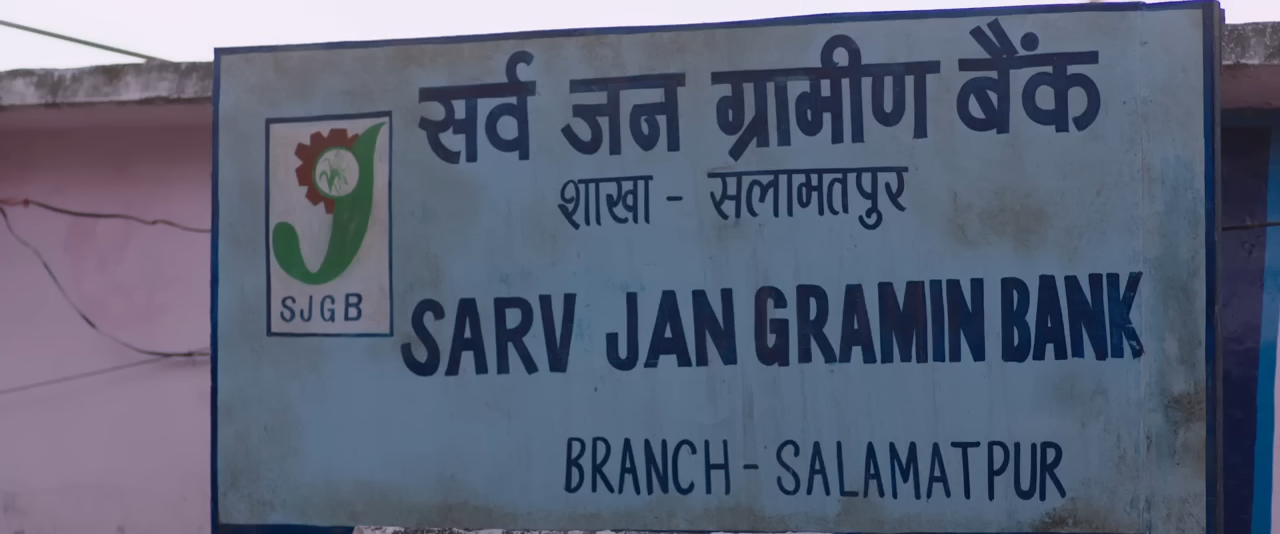 सर्व जन ग्रामीण बैंक
शाखा - सलामतपुर
SJGB
SARV JAN GRAMIN BANK
BRANCH - SALAMATPUR